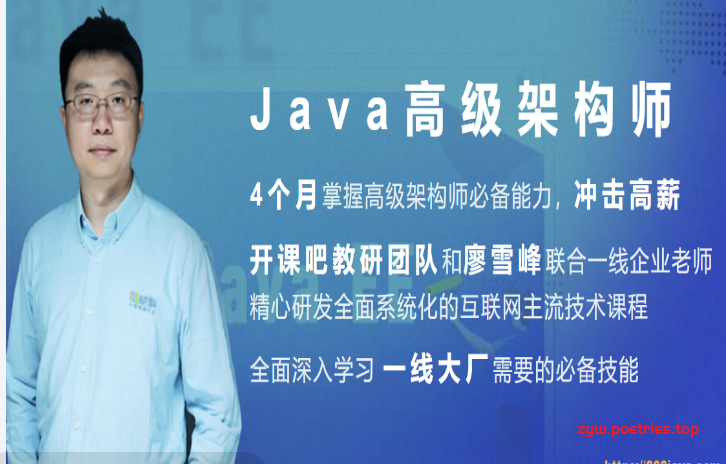 Java EE
Java高级架构师
4个月掌握高级架构师必备能力，冲击高薪
开课吧教研团队和廖雪峰联合一线企业老师
精心研发全面系统化的互联网主流技术课程
Java EE
全面深入学习 一线大厂需要的必备技能
zyw.poetries.top